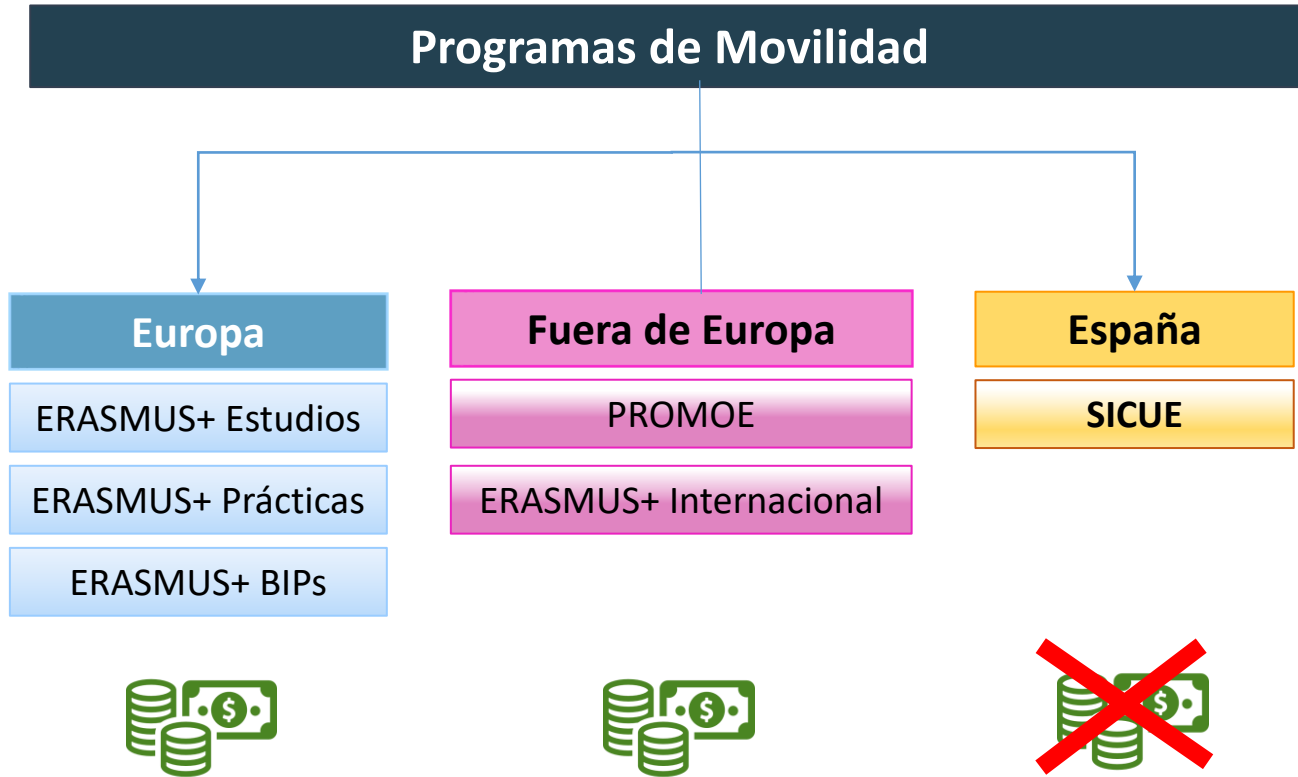 Programas de Movilidad
Europa
ERASMUS+ Estudios
ERASMUS+ Prácticas
ERASMUS+ BIPs
Fuera de Europa
PROMOE
ERASMUS+ Internacional
España
SICUE
$
$
$